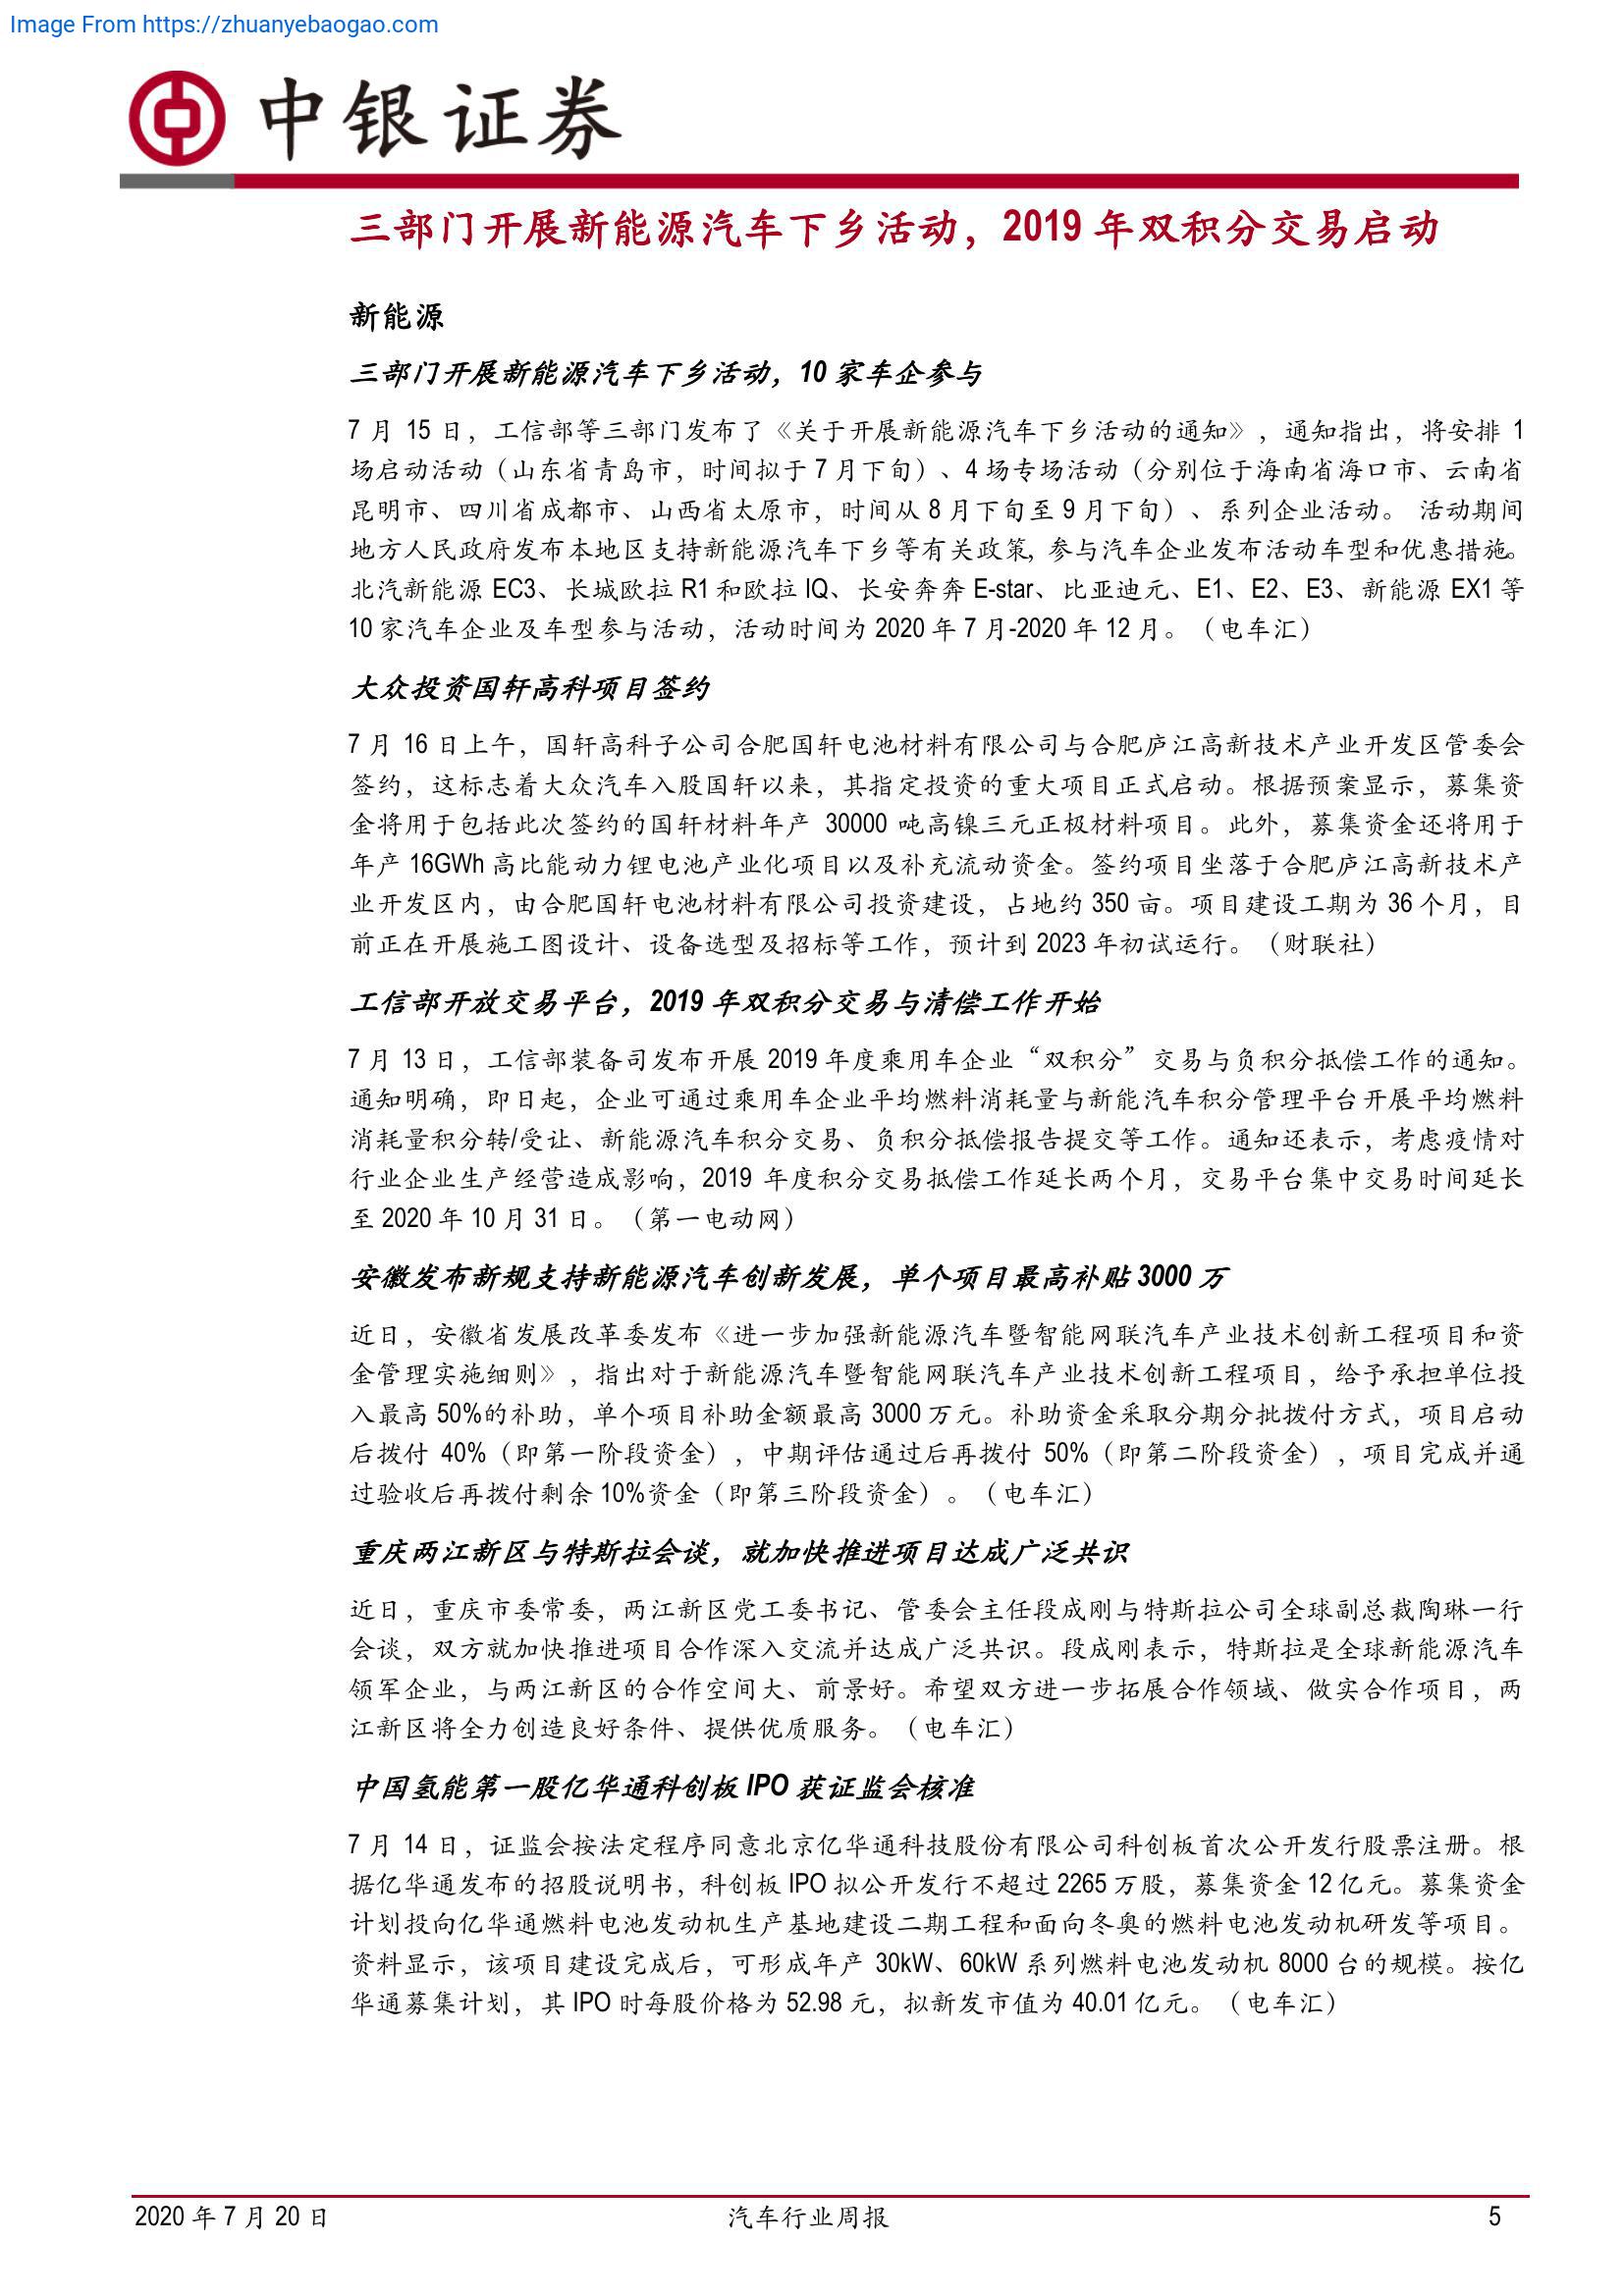 Image From https://zhuanyebaogao.com
中银证券
三部门开展新能源汽车下乡活动，2019 年双积分交易启动
新能源
三部门开展新能源汽车下乡活动，10 家车企参与
7 月 15 日，工信部等三部门发布了《关于开展新能源汽车下乡活动的通知》，通知指出，将安排 1
场启动活动（山东省青岛市，时间拟于 7 月下旬）、4 场专场活动（分别位于海南省海口市、云南省
昆明市、四川省成都市、山西省太原市，时间从 8 月下旬至 9 月下旬）、系列企业活动。 活动期间
地方人民政府发布本地区支持新能源汽车下乡等有关政策，参与汽车企业发布活动车型和优惠措施。
北汽新能源 EC3、长城欧拉 R1 和欧拉 IQ、长安奔奔 E-star、比亚迪元、E1、E2、E3、新能源 EX1 等
10 家汽车企业及车型参与活动，活动时间为 2020 年 7 月-2020 年 12 月。（电车汇）
大众投资国轩高科项目签约
7 月 16 日上午，国轩高科子公司合肥国轩电池材料有限公司与合肥庐江高新技术产业开发区管委会
签约，这标志着大众汽车入股国轩以来，其指定投资的重大项目正式启动。根据预案显示，募集资
金将用于包括此次签约的国轩材料年产 30000 吨高镍三元正极材料项目。此外，募集资金还将用于
年产 16GWh 高比能动力锂电池产业化项目以及补充流动资金。签约项目坐落于合肥庐江高新技术产
业开发区内，由合肥国轩电池材料有限公司投资建设，占地约 350 亩。项目建设工期为 36 个月，目
前正在开展施工图设计、设备选型及招标等工作，预计到 2023 年初试运行。（财联社）
工信部开放交易平台，2019 年双积分交易与清偿工作开始
7 月 13 日，工信部装备司发布开展 2019 年度乘用车企业“双积分”交易与负积分抵偿工作的通知。
通知明确，即日起，企业可通过乘用车企业平均燃料消耗量与新能汽车积分管理平台开展平均燃料
消耗量积分转/受让、新能源汽车积分交易、负积分抵偿报告提交等工作。通知还表示，考虑疫情对
行业企业生产经营造成影响，2019 年度积分交易抵偿工作延长两个月，交易平台集中交易时间延长
至 2020 年 10 月 31 日。（第一电动网）
安徽发布新规支持新能源汽车创新发展，单个项目最高补贴 3000 万
近日，安徽省发展改革委发布《进一步加强新能源汽车暨智能网联汽车产业技术创新工程项目和资
金管理实施细则》，指出对于新能源汽车暨智能网联汽车产业技术创新工程项目，给予承担单位投
入最高 50%的补助，单个项目补助金额最高 3000 万元。补助资金采取分期分批拨付方式，项目启动
后拨付 40%（即第一阶段资金），中期评估通过后再拨付 50%（即第二阶段资金），项目完成并通
过验收后再拨付剩余 10%资金（即第三阶段资金）。（电车汇）
重庆两江新区与特斯拉会谈，就加快推进项目达成广泛共识
近日，重庆市委常委，两江新区党工委书记、管委会主任段成刚与特斯拉公司全球副总裁陶琳一行
会谈，双方就加快推进项目合作深入交流并达成广泛共识。段成刚表示，特斯拉是全球新能源汽车
领军企业，与两江新区的合作空间大、前景好。希望双方进一步拓展合作领域、做实合作项目，两
江新区将全力创造良好条件、提供优质服务。（电车汇）
中国氢能第一股亿华通科创板 IPO 获证监会核准
7 月 14 日，证监会按法定程序同意北京亿华通科技股份有限公司科创板首次公开发行股票注册。根
据亿华通发布的招股说明书，科创板 IPO 拟公开发行不超过 2265 万股，募集资金 12 亿元。募集资金
计划投向亿华通燃料电池发动机生产基地建设二期工程和面向冬奥的燃料电池发动机研发等项目。
资料显示，该项目建设完成后，可形成年产 30kW、60kW 系列燃料电池发动机 8000 台的规模。按亿
华通募集计划，其 IPO 时每股价格为 52.98 元，拟新发市值为 40.01 亿元。（电车汇）
2020 年 7 月 20 日 汽车行业周报 5